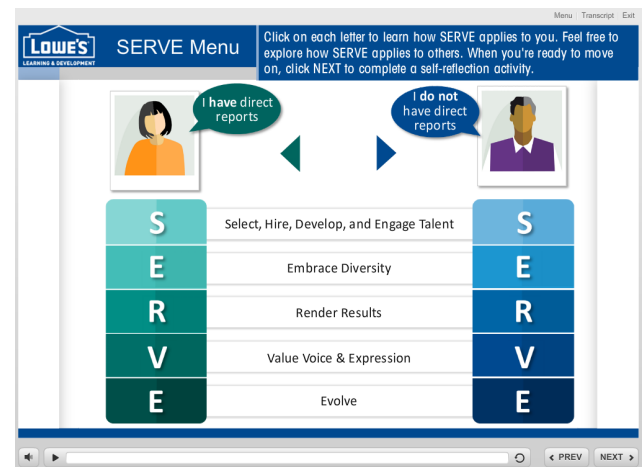 Menu Transcript Exit
LOWE'S
LEARNING & DEVELOPMENT
SERVE Menu
Click on each letter to learn how SERVE applies to you. Feel free to
explore how SERVE applies to others. When you're ready to move
on, click NEXT to complete a self-reflection activity.
I have direct
reports
I do not
have direct
reports
S Select, Hire, Develop, and Engage Talent S
E Embrace Diversity E
R Render Results R
V Value Voice & Expression V
E Evolve E
PREV NEXT